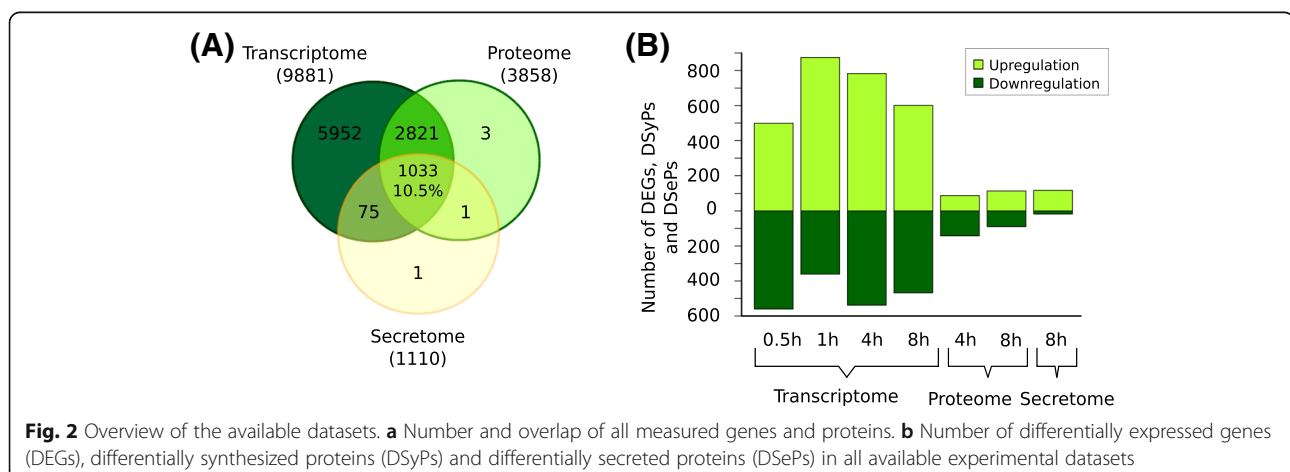 (A)
Transcriptome
(9881)
Proteome
(3858)
5952
2821
3
1033
10.5%
75
1
1
Secretome
(1110)
(B)
Number of DEGs, DSyPs
and DSePs
800
600
400
200
0
200
400
600
Upregulation
Downregulation
0.5h 1h 4h 8h 4h 8h 8h
Transcriptome Proteome Secretome
Fig. 2 Overview of the available datasets. a Number and overlap of all measured genes and proteins. b Number of differentially expressed genes
(DEGs), differentially synthesized proteins (DSyPs) and differentially secreted proteins (DSePs) in all available experimental datasets